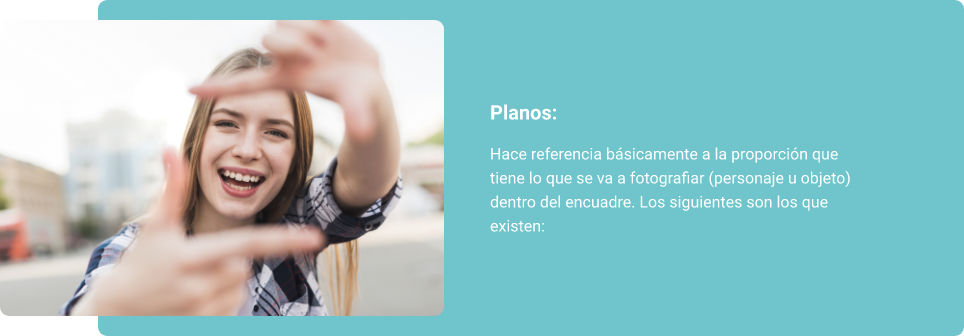 Planos:
Hace referencia básicamente a la proporción que
tiene lo que se va a fotografiar (personaje u objeto)
dentro del encuadre. Los siguientes son los que
existen: